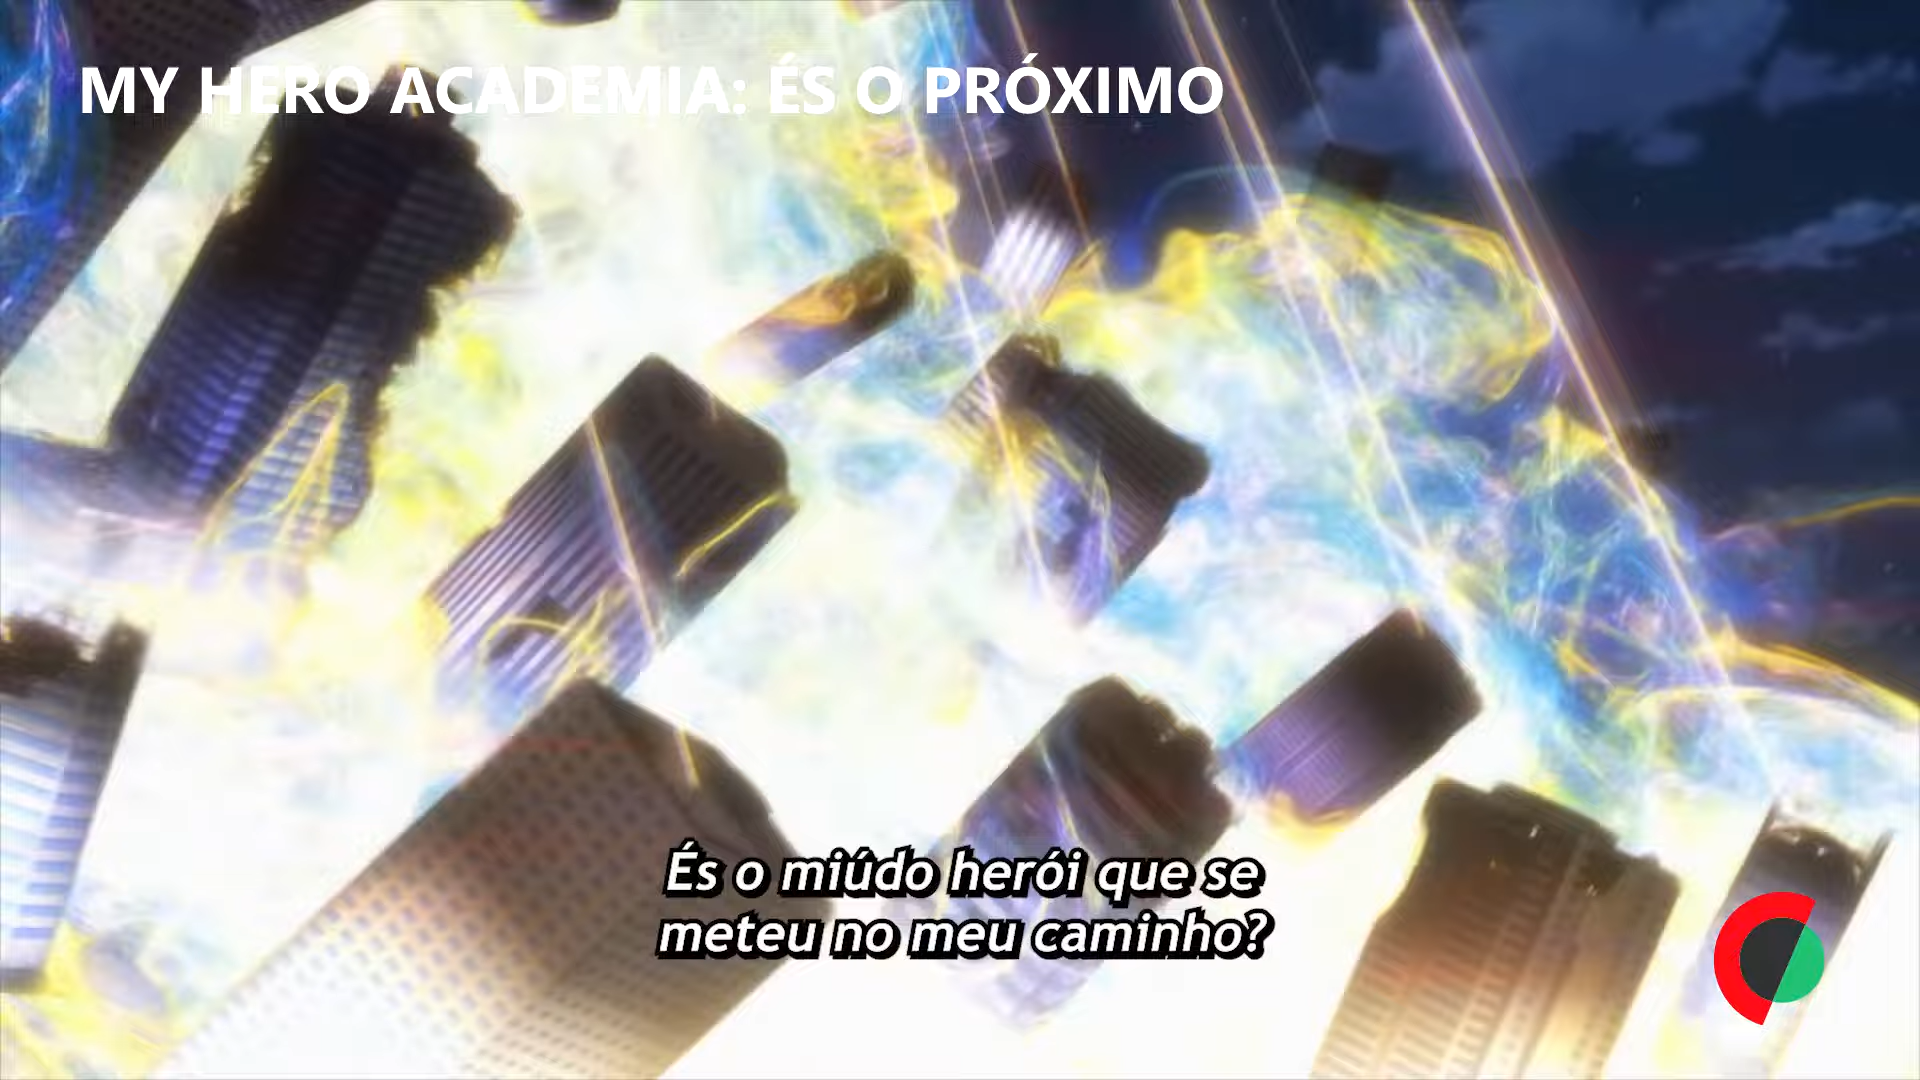 MY HERO ACADEMIA: ÉS O PRÓXIMO
És o miúdo herói que se
meteu no meu caminho?